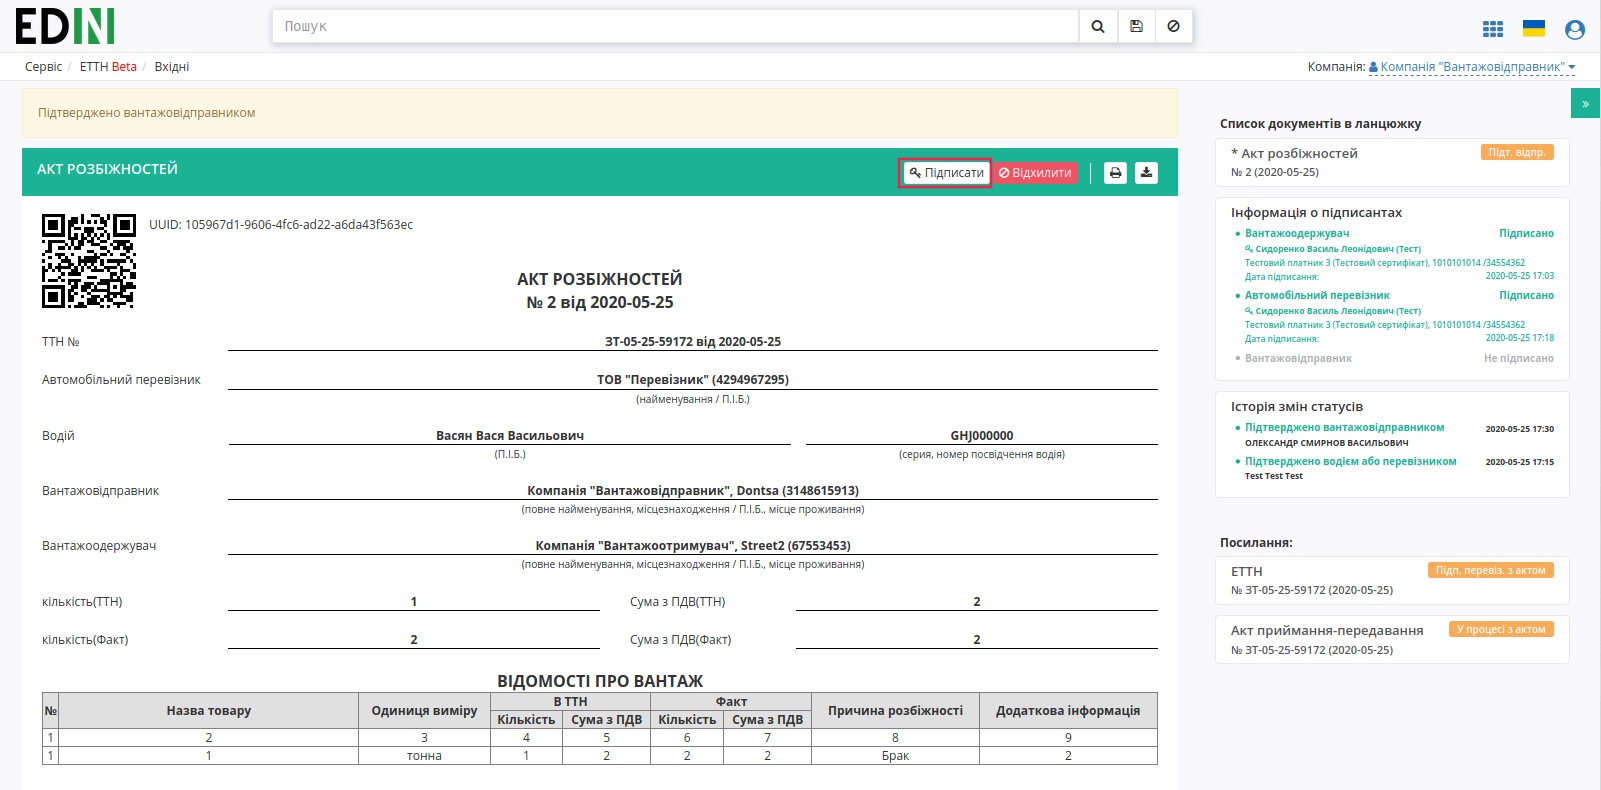 EDIN
Пошук
Сервіс / ЕТТН Beta / Вхідні
Компанія: Компанія "Вантажовідправник"
Підтверджено вантажовідправником
АКТ РОЗБІЖНОСТЕЙ
Підписати
Відхилити
UUID: 105967d1-9606-4fc6-ad22-a6da43f563ec
АКТ РОЗБІЖНОСТЕЙ
№ 2 від 2020-05-25
ТТН № ЗТ-05-25-59172 від 2020-05-25
Автомобільний перевізник ТОВ "Перевізник" (4294967295)
(найменування / П.І.Б.)
Водій Васян Вася Васильович GHJ000000
(П.І.Б.) (серия, номер посвідчення водія)
Вантажовідправник Компанія "Вантажовідправник", Dontsa (3148615913)
(повне найменування, місцезнаходження / П.І.Б., місце проживання)
Вантажоодержувач Компанія "Вантажоотримувач", Street2 (67553453)
(повне найменування, місцезнаходження / П.І.Б., місце проживання)
кількість(ТТН) 1 Сума з ПДВ(ТТН) 2
кількість(Факт) 2 Сума з ПДВ(Факт) 2
ВІДОМОСТІ ПРО ВАНТАЖ
№ Назва товару Одиниця виміру В ТТН Факт Причина розбіжності Додаткова інформація
Кількість Сума з ПДВ Кількість Сума з ПДВ
1 2 3 4 5 6 7 8 9
1 1 тонна 1 2 2 2 Брак 2
»
Список документів в ланцюжку
* Акт розбіжностей Підт. відпр.
№ 2 (2020-05-25)
Інформація о підписантах
Вантажоодержувач Підписано
Сидоренко Василь Леонідович (Тест)
Тестовий платник 3 (Тестовий сертифікат), 1010101014 /34554362
Дата підписання: 2020-05-25 17:03
Автомобільний перевізник Підписано
Сидоренко Василь Леонідович (Тест)
Тестовий платник 3 (Тестовий сертифікат), 1010101014 /34554362
Дата підписання: 2020-05-25 17:18
Вантажовідправник Не підписано
Історія змін статусів
Підтверджено вантажовідправником 2020-05-25 17:30
ОЛЕКСАНДР СМИРНОВ ВАСИЛЬОВИЧ
Підтверджено водієм або перевізником 2020-05-25 17:15
Test Test Test
Посилання:
ЕТТН Підп. перевіз. з актом
№ ЗТ-05-25-59172 (2020-05-25)
Акт приймання-передавання У процесі з актом
№ ЗТ-05-25-59172 (2020-05-25)